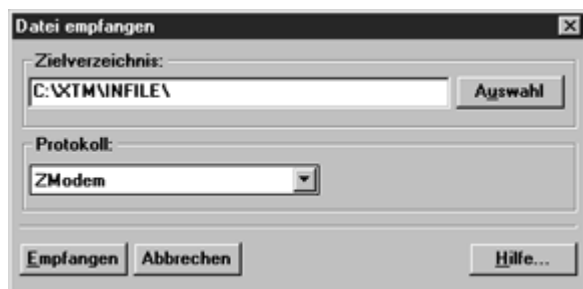 Datei empfangen
Zielverzeichnis:
C:\XTM\INFILE\
Auswahl
Protokoll:
ZModem
Empfangen Abbrechen Hilfe...